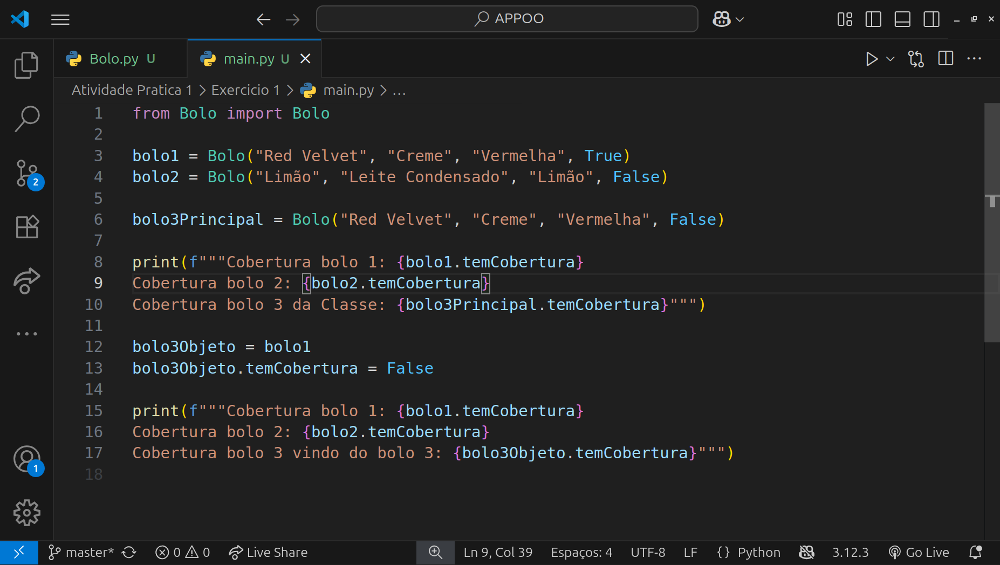 APPOO
Bolo.py U main.py U
Atividade Pratica 1 > Exercicio 1 > main.py > ...
1 from Bolo import Bolo
2
3 bolo1 = Bolo("Red Velvet", "Creme", "Vermelha", True)
4 bolo2 = Bolo("Limão", "Leite Condensado", "Limão", False)
5
6 bolo3Principal = Bolo("Red Velvet", "Creme", "Vermelha", False)
7
8 print(f"""Cobertura bolo 1: {bolo1.temCobertura}
9 Cobertura bolo 2: {bolo2.temCobertura}
10 Cobertura bolo 3 da Classe: {bolo3Principal.temCobertura}""")
11
12 bolo3Objeto = bolo1
13 bolo3Objeto.temCobertura = False
14
15 print(f"""Cobertura bolo 1: {bolo1.temCobertura}
16 Cobertura bolo 2: {bolo2.temCobertura}
17 Cobertura bolo 3 vindo do bolo 3: {bolo3Objeto.temCobertura}""")
18
2
1
master* 0 0 Live Share Ln 9, Col 39 Espaços: 4 UTF-8 LF {} Python 3.12.3 Go Live